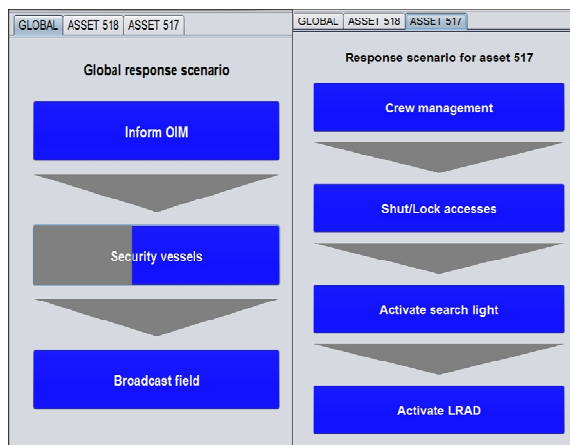 GLOBAL ASSET 518 ASSET 517
Global response scenario
Inform OIM
Security vessels
Broadcast field
GLOBAL ASSET 518 ASSET 517
Response scenario for asset 517
Crew management
Shut/Lock accesses
Activate search light
Activate LRAD